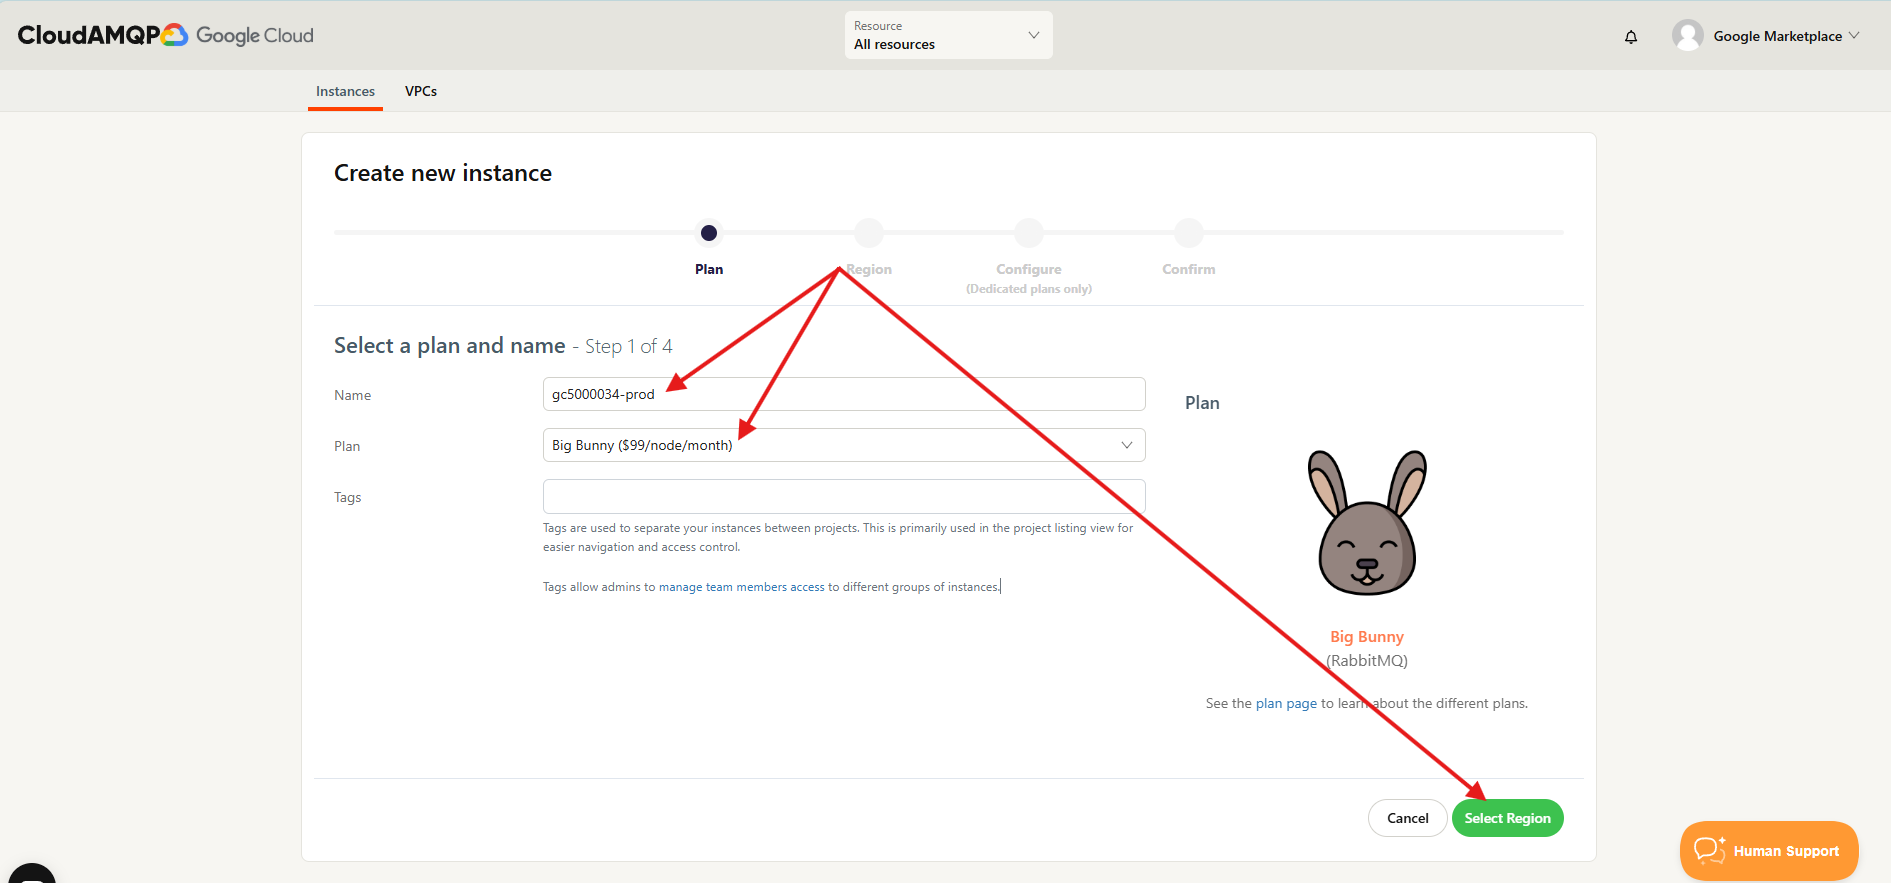 CloudAMQP Google Cloud
Resource
All resources
Google Marketplace
Instances VPCs
Create new instance
Plan Region Configure Confirm
(Dedicated plans only)
Select a plan and name - Step 1 of 4
Name gc5000034-prod
Plan
Plan Big Bunny ($99/node/month)
Tags
Tags are used to separate your instances between projects. This is primarily used in the project listing view for
easier navigation and access control.
Tags allow admins to manage team members access to different groups of instances.
Big Bunny
(RabbitMQ)
See the plan page to learn about the different plans.
Cancel Select Region
Human Support